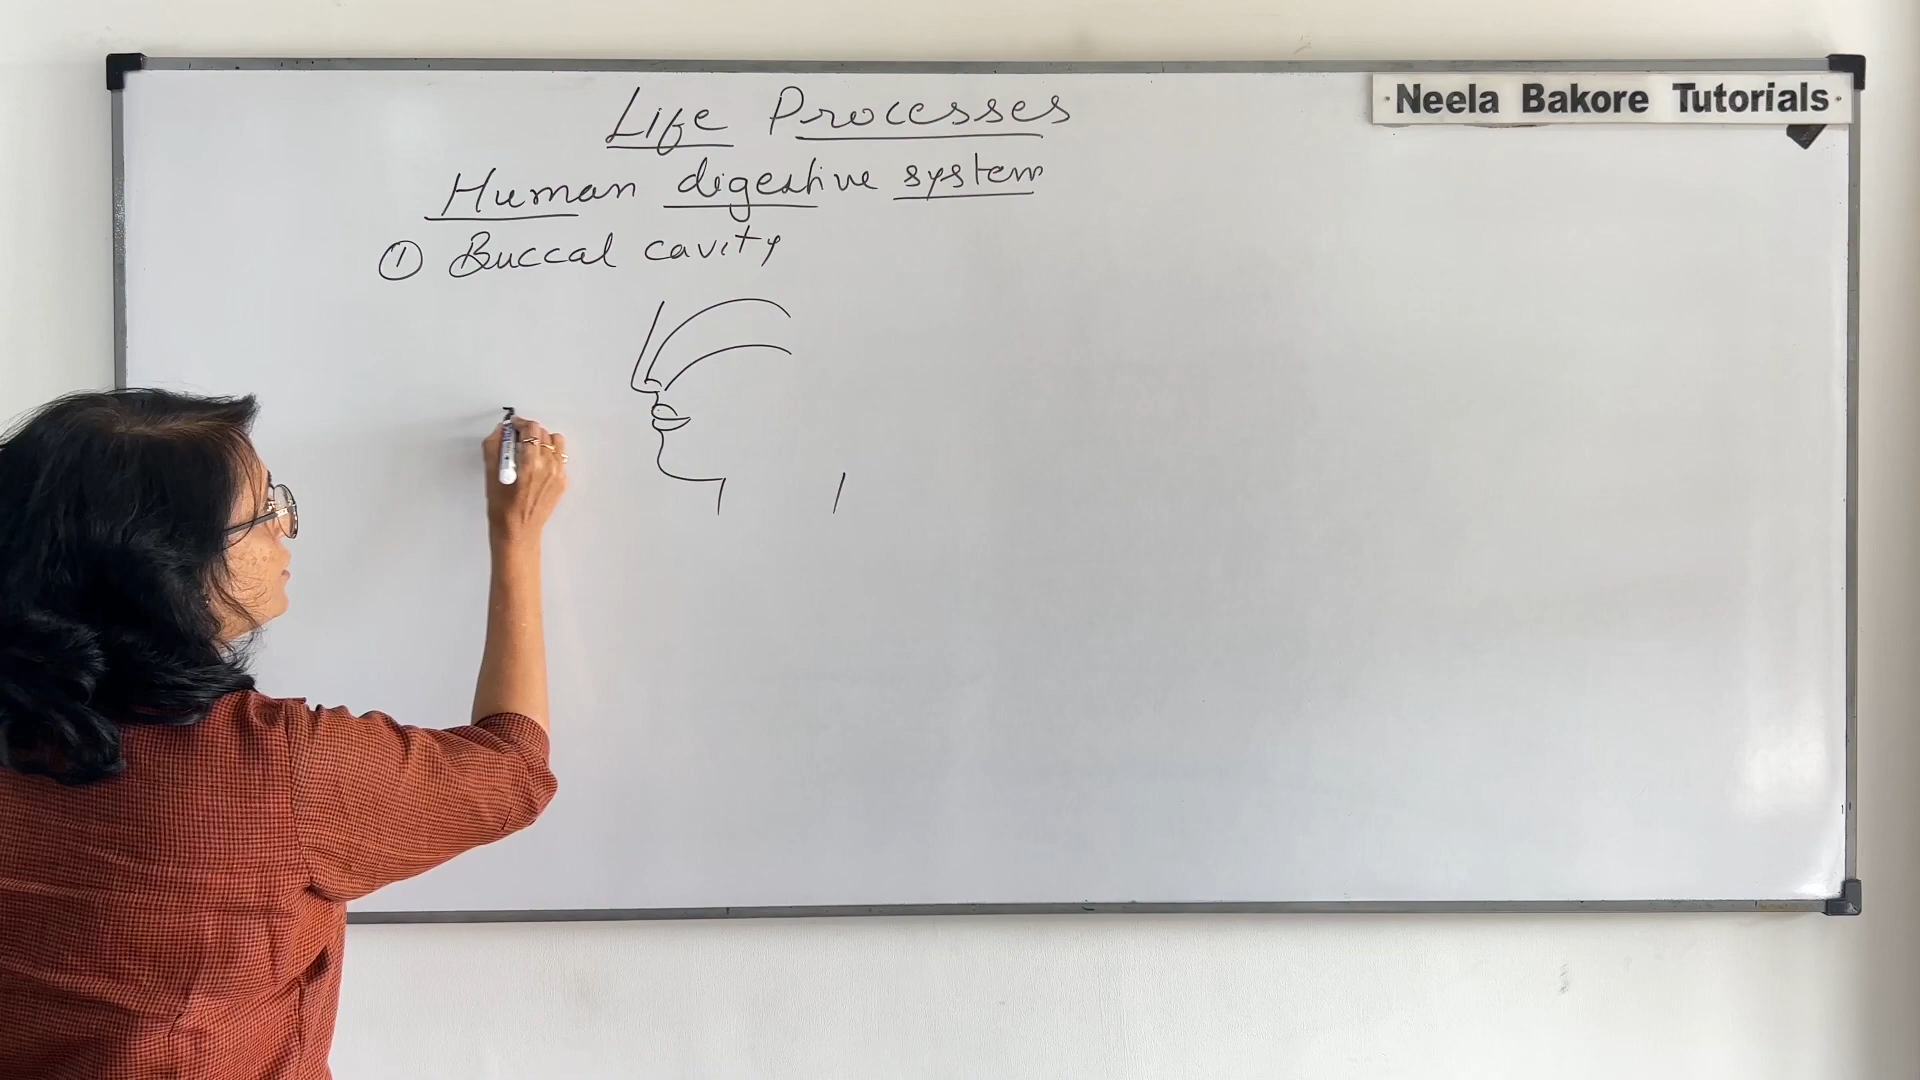 Neela Bakore Tutorials
Life Processes
Human digestive system
① Buccal cavity